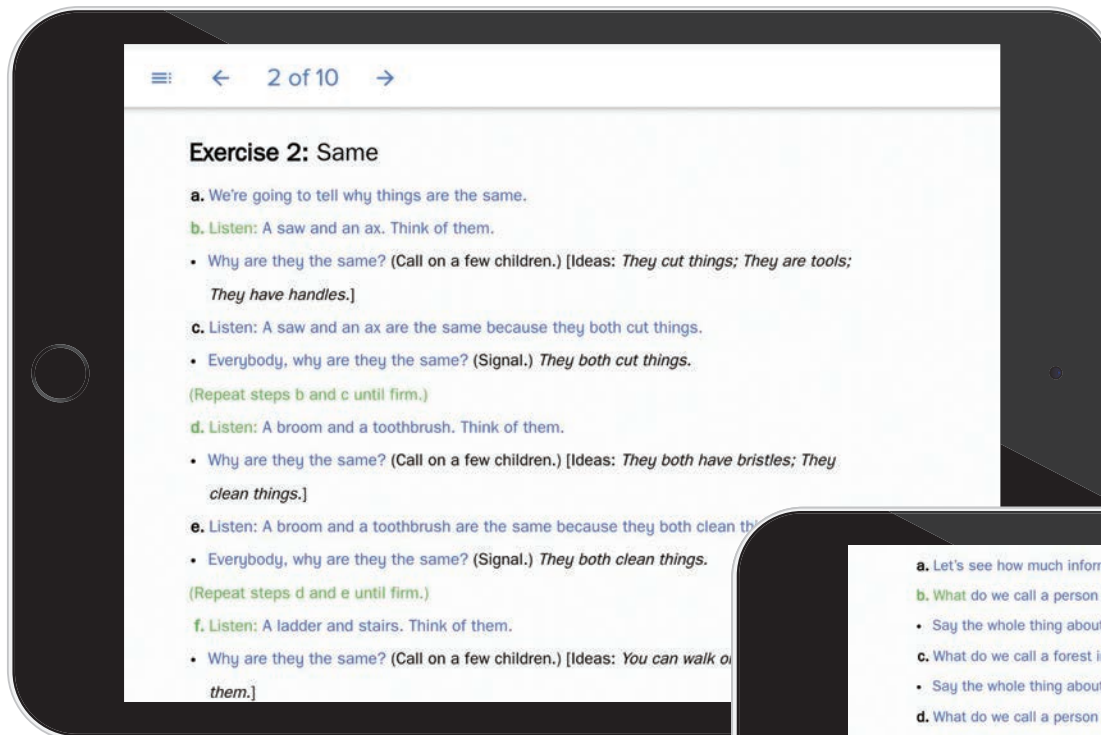 2 of 10
Exercise 2: Same
a. We're going to tell why things are the same.
b. Listen: A saw and an ax. Think of them.
• Why are they the same? (Call on a few children.) [Ideas: They cut things; They are tools;
They have handles.]
c. Listen: A saw and an ax are the same because they both cut things.
• Everybody, why are they the same? (Signal.) They both cut things.
(Repeat steps b and c until firm.)
d. Listen: A broom and a toothbrush. Think of them.
• Why are they the same? (Call on a few children.) [Ideas: They both have bristles; They
clean things.]
e. Listen: A broom and a toothbrush are the same because they both clean
• Everybody, why are they the same? (Signal.) They both clean things.
(Repeat steps d and e until firm.)
f. Listen: A ladder and stairs. Think of them.
• Why are they the same? (Call on a few children.) [Ideas: You can walk
them.]
a. Let's see how much
b. What do we call a person
• Say the whole thing
c. What do we call a forest
• Say the whole thing
d. What do we call a person